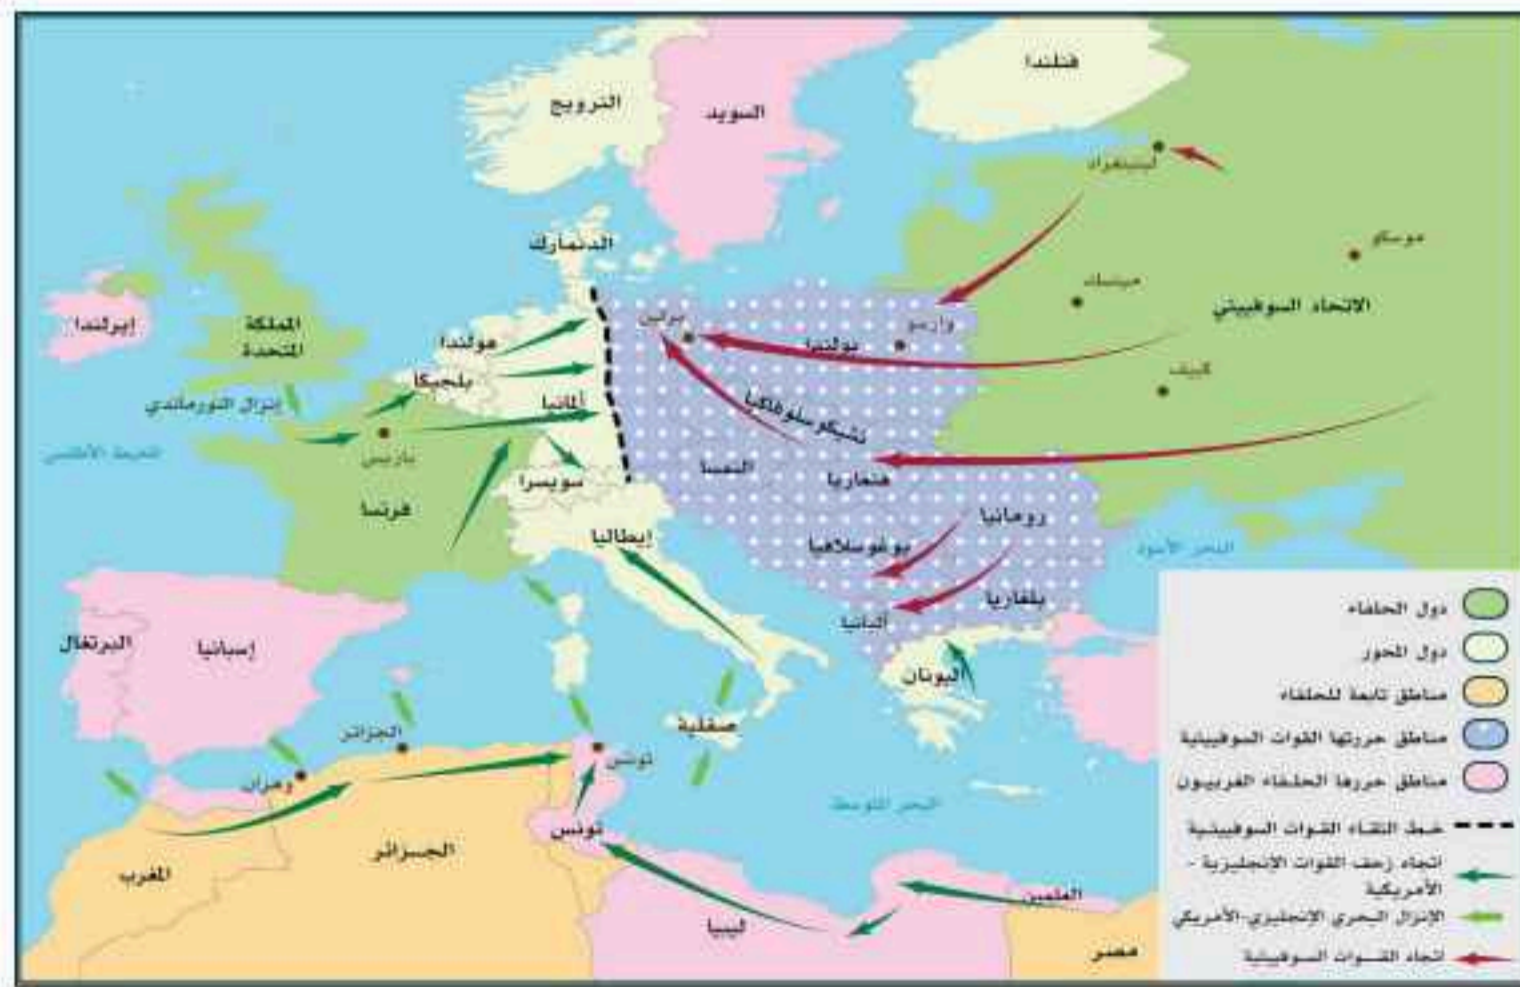 فنلندا
النرويج
السويد
لينينغراد
موسكو
الدنمارك
مينسك
الاتحاد السوفييتي
إيرلندا
المملكة
المتحدة
هولندا
برلين
وارسو
بولندا
بلجيكا
كييف
إنزال النورماندي
ألمانيا
تشيكوسلوفاكيا
المحيط الأطلسي
باريس
النمسا
سويسرا
هنغاريا
فرنسا
رومانيا
إيطاليا
يوغوسلافيا
البحر الأسود
بلغاريا
ألبانيا
البرتغال
إسبانيا
اليونان
صقلية
الجزائر
تونس
وهران
البحر المتوسط
تونس
الجزائر
المغرب
العلمين
ليبيا
مصر
دول الحلفاء
دول المحور
مناطق تابعة للحلفاء
مناطق حررتها القوات السوفييتية
مناطق حررها الحلفاء الغربيون
خط التقاء القوات السوفييتية
اتجاه زحف القوات الإنجليزية -
الأمريكية
الإنزال البحري الإنجليزي-الأمريكي
اتجاه القوات السوفييتية